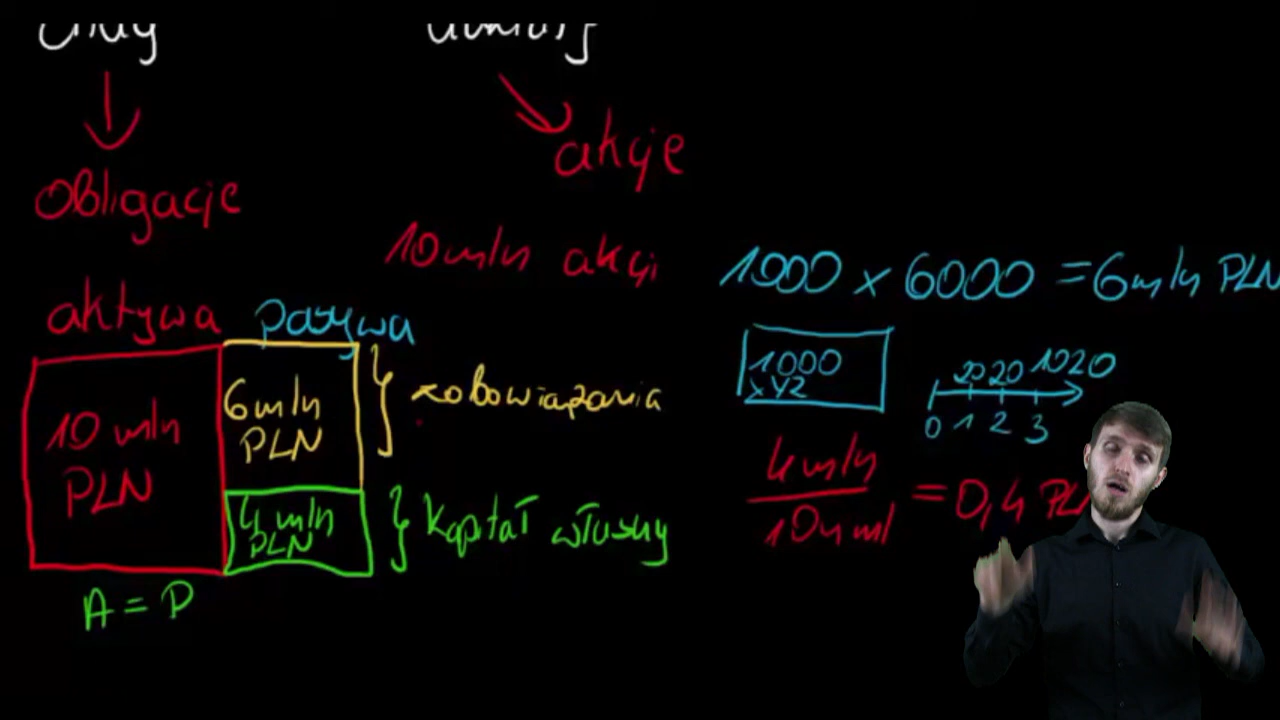 Obligacje
akcje
10 mln akcji
aktywa
pasywa
10 mln
PLN
6 mln
PLN
zobowiązania
4 mln
PLN
kapitał własny
A = P
1000 x 6000 = 6 mln PLN
1000
XYZ
20 20 1020
0 1 2 3
4 mln
10 ml
= 0,4